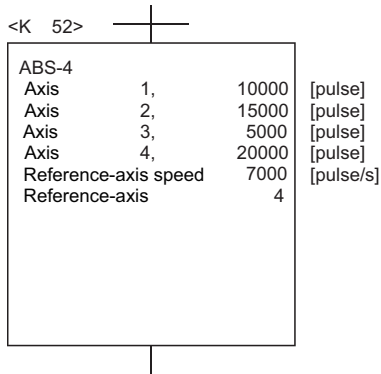 <K 52>
ABS-4
Axis 1, 10000 [pulse]
Axis 2, 15000 [pulse]
Axis 3, 5000 [pulse]
Axis 4, 20000 [pulse]
Reference-axis speed 7000 [pulse/s]
Reference-axis 4